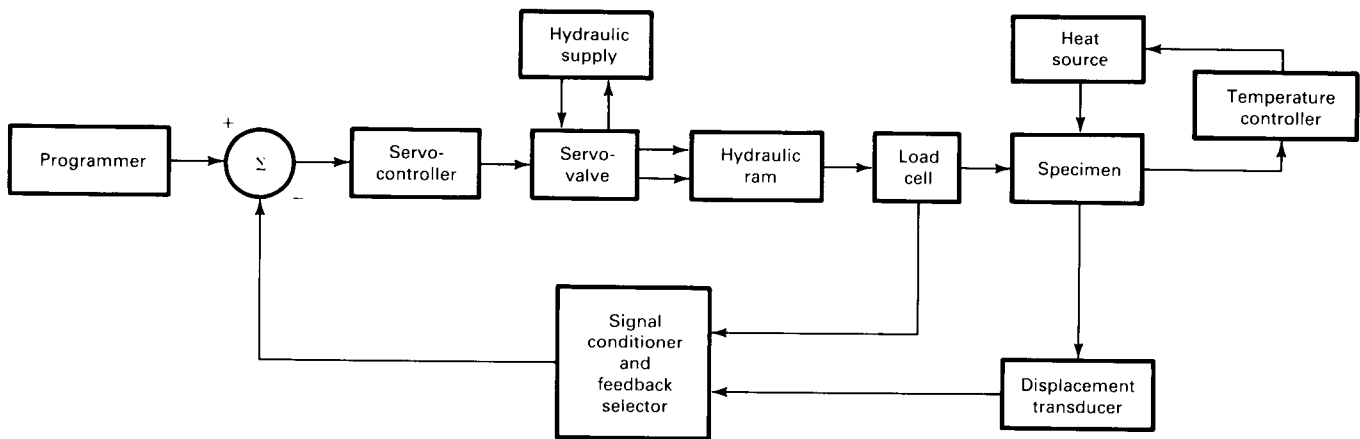 Hydraulic
supply
Heat
source
Temperature
controller
+
Programmer
Σ
Servo-
controller
Servo-
valve
Hydraulic
ram
Load
cell
Specimen
−
Signal
conditioner
and
feedback
selector
Displacement
transducer